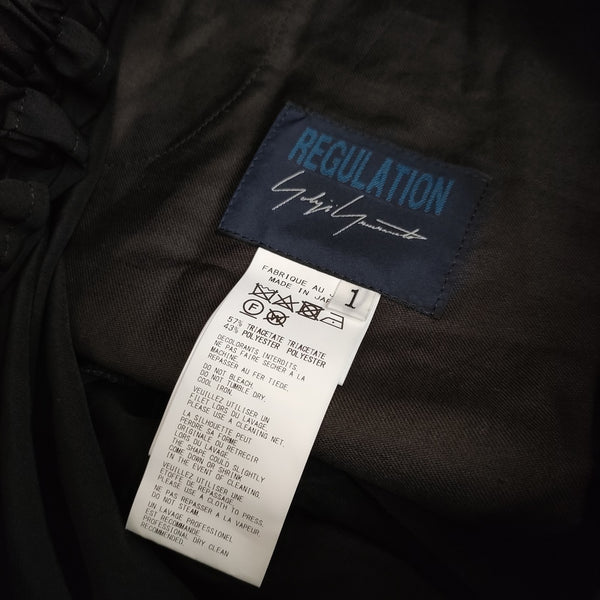 REGULATION
Yohji Yamamoto
1
FABRIQUE AU
MADE IN
57% TRIACETATE TRIACETATE
43% POLYESTER POLYESTER
DECOLORANTS INTERDITS.
NE PAS FAIRE SECHER A LA
MACHINE.
REPASSER AU FER TIEDE.
DO NOT BLEACH.
DO NOT TUMBLE DRY.
COOL IRON.
VEUILLEZ UTILISER UN
FILET LORS DU LAVAGE.
PLEASE USE A CLEANING NET.
LA SILHOUETTE PEUT
PERDRE SA FORME
ORIGINALE OU RETRECIR
LORS DU LAVAGE.
THE SHAPE COULD SLIGHTLY
COME DOWN OR SHRINK
IN THE EVENT OF CLEANING.
VEUILLEZ UTILISER UNE
ETOFFE DE REPASSAGE.
PLEASE USE A CLOTH TO PRESS.
NE PAS REPASSER A LA VAPEUR.
DO NOT STEAM
UN LAVAGE PROFESSIONEL
EST RECOMMANDE
PROFESSIONAL DRY CLEAN
RECOMMENDED.